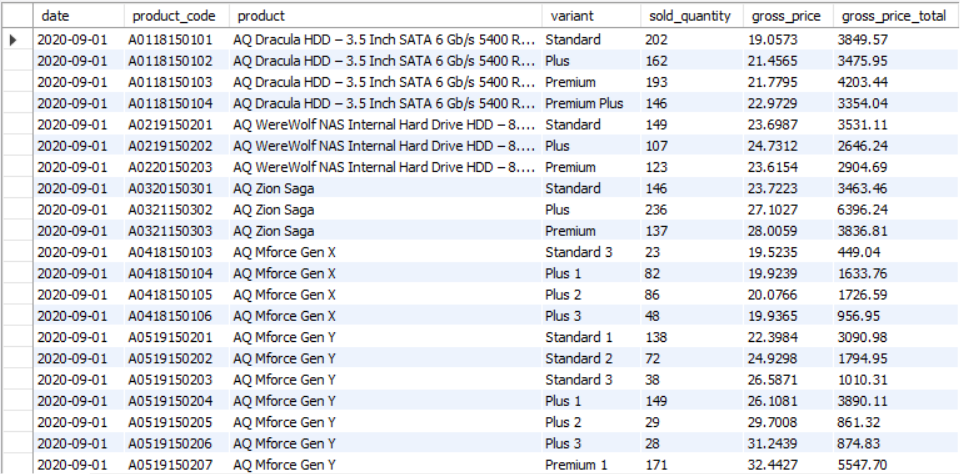 date product_code product variant sold_quantity gross_price gross_price_total
2020-09-01 A0118150101 AQ Dracula HDD – 3.5 Inch SATA 6 Gb/s 5400 R... Standard 202 19.0573 3849.57
2020-09-01 A0118150102 AQ Dracula HDD – 3.5 Inch SATA 6 Gb/s 5400 R... Plus 162 21.4565 3475.95
2020-09-01 A0118150103 AQ Dracula HDD – 3.5 Inch SATA 6 Gb/s 5400 R... Premium 193 21.7795 4203.44
2020-09-01 A0118150104 AQ Dracula HDD – 3.5 Inch SATA 6 Gb/s 5400 R... Premium Plus 146 22.9729 3354.04
2020-09-01 A0219150201 AQ WereWolf NAS Internal Hard Drive HDD – 8.... Standard 149 23.6987 3531.11
2020-09-01 A0219150202 AQ WereWolf NAS Internal Hard Drive HDD – 8.... Plus 107 24.7312 2646.24
2020-09-01 A0220150203 AQ WereWolf NAS Internal Hard Drive HDD – 8.... Premium 123 23.6154 2904.69
2020-09-01 A0320150301 AQ Zion Saga Standard 146 23.7223 3463.46
2020-09-01 A0321150302 AQ Zion Saga Plus 236 27.1027 6396.24
2020-09-01 A0321150303 AQ Zion Saga Premium 137 28.0059 3836.81
2020-09-01 A0418150103 AQ Mforce Gen X Standard 3 23 19.5235 449.04
2020-09-01 A0418150104 AQ Mforce Gen X Plus 1 82 19.9239 1633.76
2020-09-01 A0418150105 AQ Mforce Gen X Plus 2 86 20.0766 1726.59
2020-09-01 A0418150106 AQ Mforce Gen X Plus 3 48 19.9365 956.95
2020-09-01 A0519150201 AQ Mforce Gen Y Standard 1 138 22.3984 3090.98
2020-09-01 A0519150202 AQ Mforce Gen Y Standard 2 72 24.9298 1794.95
2020-09-01 A0519150203 AQ Mforce Gen Y Standard 3 38 26.5871 1010.31
2020-09-01 A0519150204 AQ Mforce Gen Y Plus 1 149 26.1081 3890.11
2020-09-01 A0519150205 AQ Mforce Gen Y Plus 2 29 29.7008 861.32
2020-09-01 A0519150206 AQ Mforce Gen Y Plus 3 28 31.2439 874.83
2020-09-01 A0519150207 AQ Mforce Gen Y Premium 1 171 32.4427 5547.70